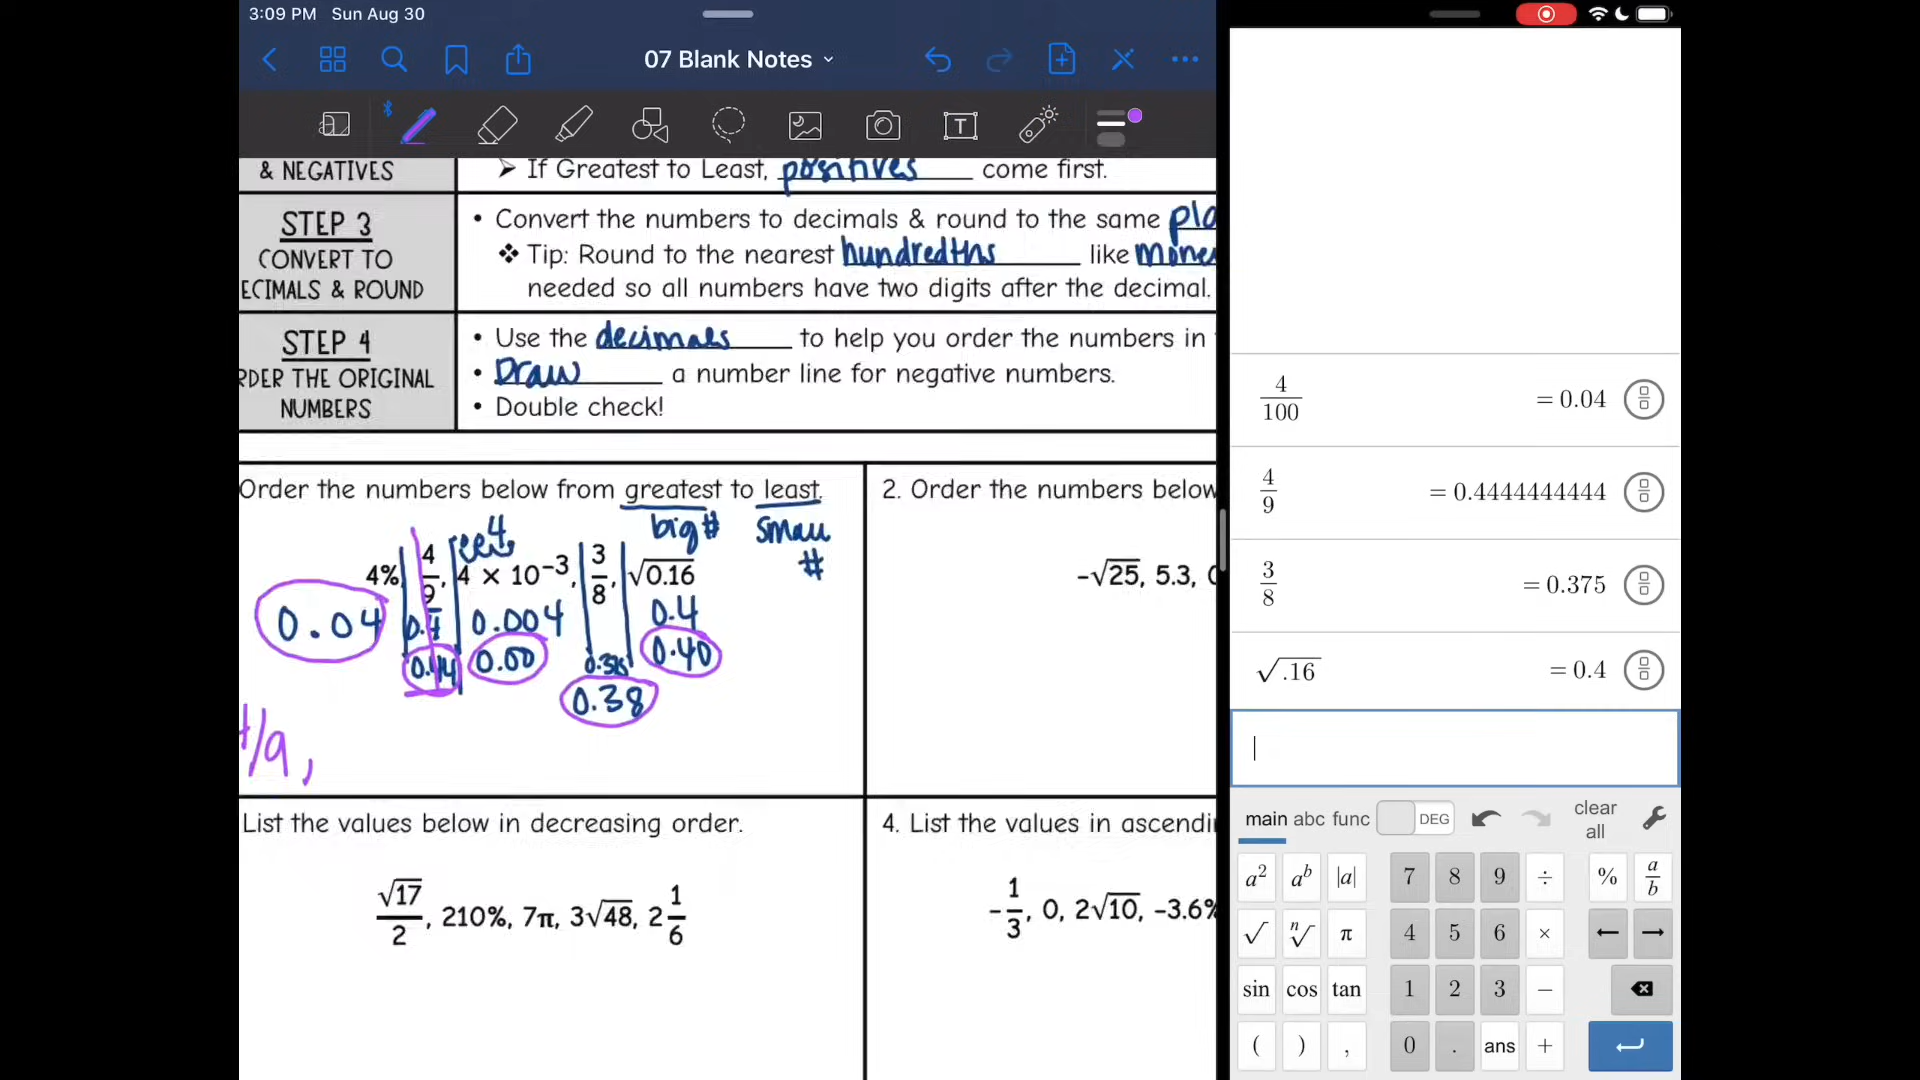 3:09 PM Sun Aug 30
07 Blank Notes
& NEGATIVES
➤ If Greatest to Least, positives come first.
STEP 3
CONVERT TO
ECIMALS & ROUND
• Convert the numbers to decimals & round to the same pla
❖ Tip: Round to the nearest hundredths like mone
needed so all numbers have two digits after the decimal.
STEP 4
RDER THE ORIGINAL
NUMBERS
• Use the decimals to help you order the numbers in
• Draw a number line for negative numbers.
• Double check!
Order the numbers below from greatest to least.
big # small #
4%, 4/9, 4 × 10⁻³, 3/8, √0.16
0.04 0.004 0.4
0.44 0.00 0.375 0.40
0.38
4/9,
2. Order the numbers below
-√25, 5.3, 0
List the values below in decreasing order.
√17/2, 210%, 7π, 3√48, 2 1/6
4. List the values in ascendi
-1/3, 0, 2√10, -3.6%
4/100 = 0.04
4/9 = 0.4444444444
3/8 = 0.375
√.16 = 0.4
main abc func DEG clear all
a² aᵇ |a| 7 8 9 ÷ % a/b
√ ⁿ√ π 4 5 6 × ← →
sin cos tan 1 2 3 −
( ) , 0 . ans +